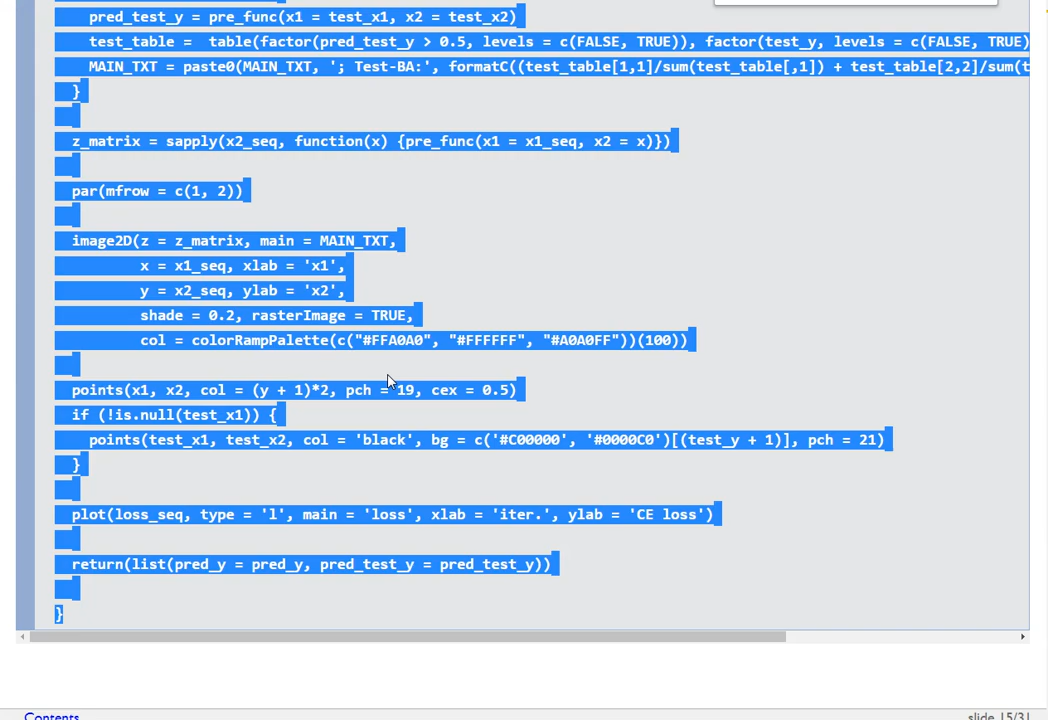 pred_test_y = pre_func(x1 = test_x1, x2 = test_x2)
test_table =  table(factor(pred_test_y > 0.5, levels = c(FALSE, TRUE)), factor(test_y, levels = c(FALSE, TRUE)
MAIN_TXT = paste0(MAIN_TXT, '; Test-BA:', formatC((test_table[1,1]/sum(test_table[,1]) + test_table[2,2]/sum(t
}
z_matrix = sapply(x2_seq, function(x) {pre_func(x1 = x1_seq, x2 = x)})
par(mfrow = c(1, 2))
image2D(z = z_matrix, main = MAIN_TXT,
x = x1_seq, xlab = 'x1',
y = x2_seq, ylab = 'x2',
shade = 0.2, rasterImage = TRUE,
col = colorRampPalette(c("#FFA0A0", "#FFFFFF", "#A0A0FF"))(100))
points(x1, x2, col = (y + 1)*2, pch = 19, cex = 0.5)
if (!is.null(test_x1)) {
points(test_x1, test_x2, col = 'black', bg = c('#C00000', '#0000C0')[(test_y + 1)], pch = 21)
}
plot(loss_seq, type = 'l', main = 'loss', xlab = 'iter.', ylab = 'CE loss')
return(list(pred_y = pred_y, pred_test_y = pred_test_y))
}
Contents
slide 15/31